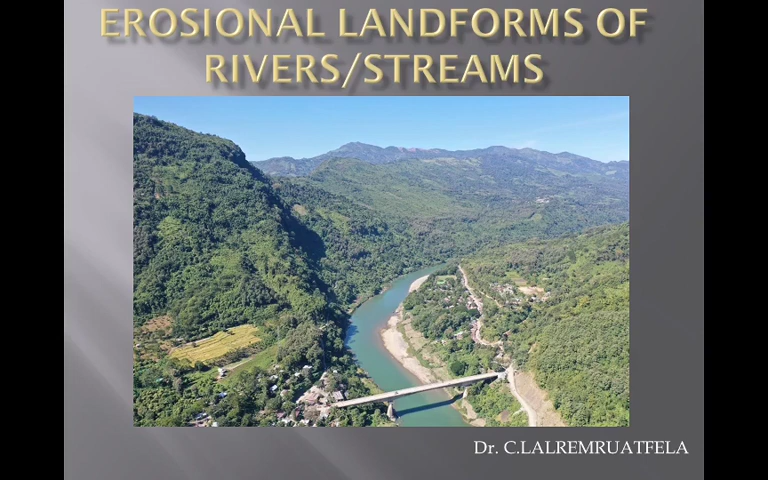 EROSIONAL LANDFORMS OF
RIVERS/STREAMS
Dr. C.LALREMRUATFELA